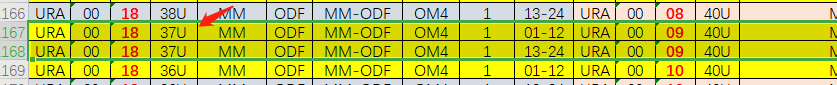 166 URA 00 18 38U MM ODF MM-ODF OM4 1 13-24 URA 00 08 40U
167 URA 00 18 37U MM ODF MM-ODF OM4 1 01-12 URA 00 09 40U
168 URA 00 18 37U MM ODF MM-ODF OM4 1 13-24 URA 00 09 40U
169 URA 00 18 36U MM ODF MM-ODF OM4 1 01-12 URA 00 10 40U